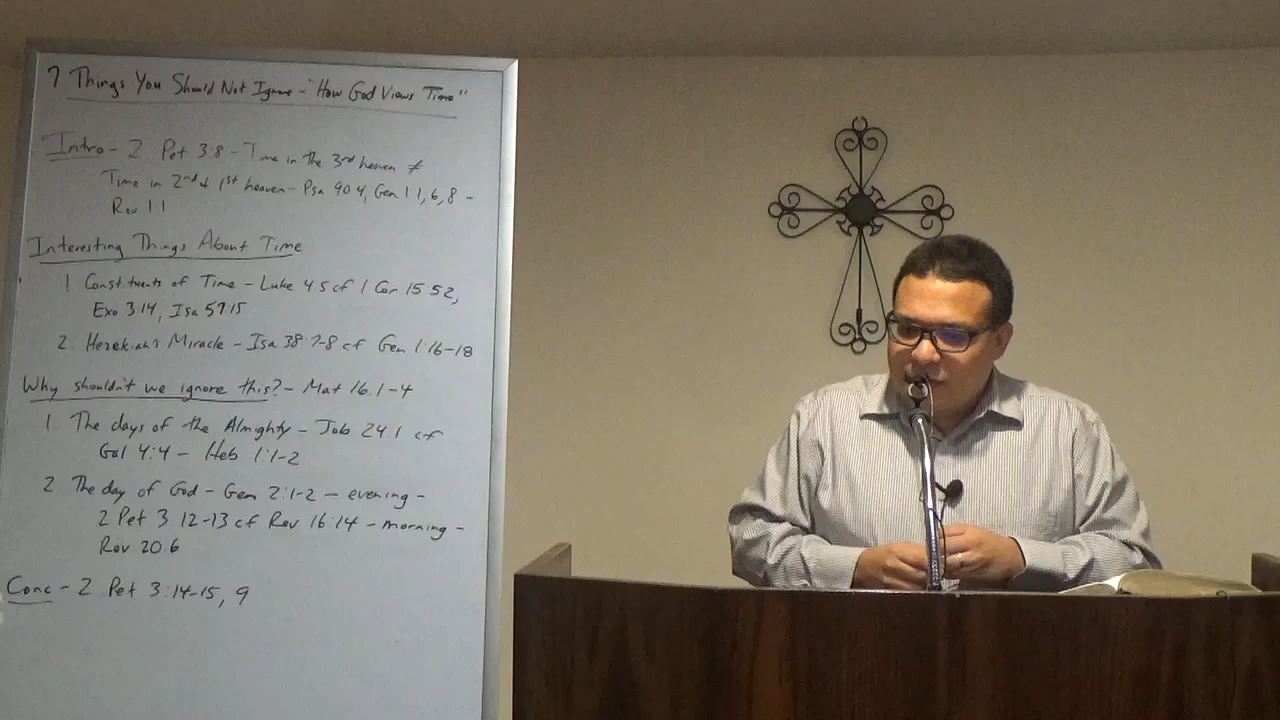 7 Things You Should Not Ignore - "How God Views Time"
Intro - 2 Pet 3:8 - Time in the 3rd heaven ≠
Time in 2nd & 1st heaven - Psa 90 4, Gen 1 1, 6, 8 -
Rev 1 1
Interesting Things About Time
1 Constituents of Time - Luke 4 5 cf 1 Cor 15 52,
Exo 3:14, Isa 57:15
2. Hezekiah's Miracle - Isa 38:7-8 cf Gen 1:16-18
Why shouldn't we ignore this? - Mat 16:1-4
1. The days of the Almighty - Job 24:1 cf
Gal 4:4 - Heb 1:1-2
2 The day of God - Gen 2:1-2 - evening -
2 Pet 3 12-13 cf Rev 16:14 - morning -
Rev 20:6
Conc - 2 Pet 3:14-15, 9